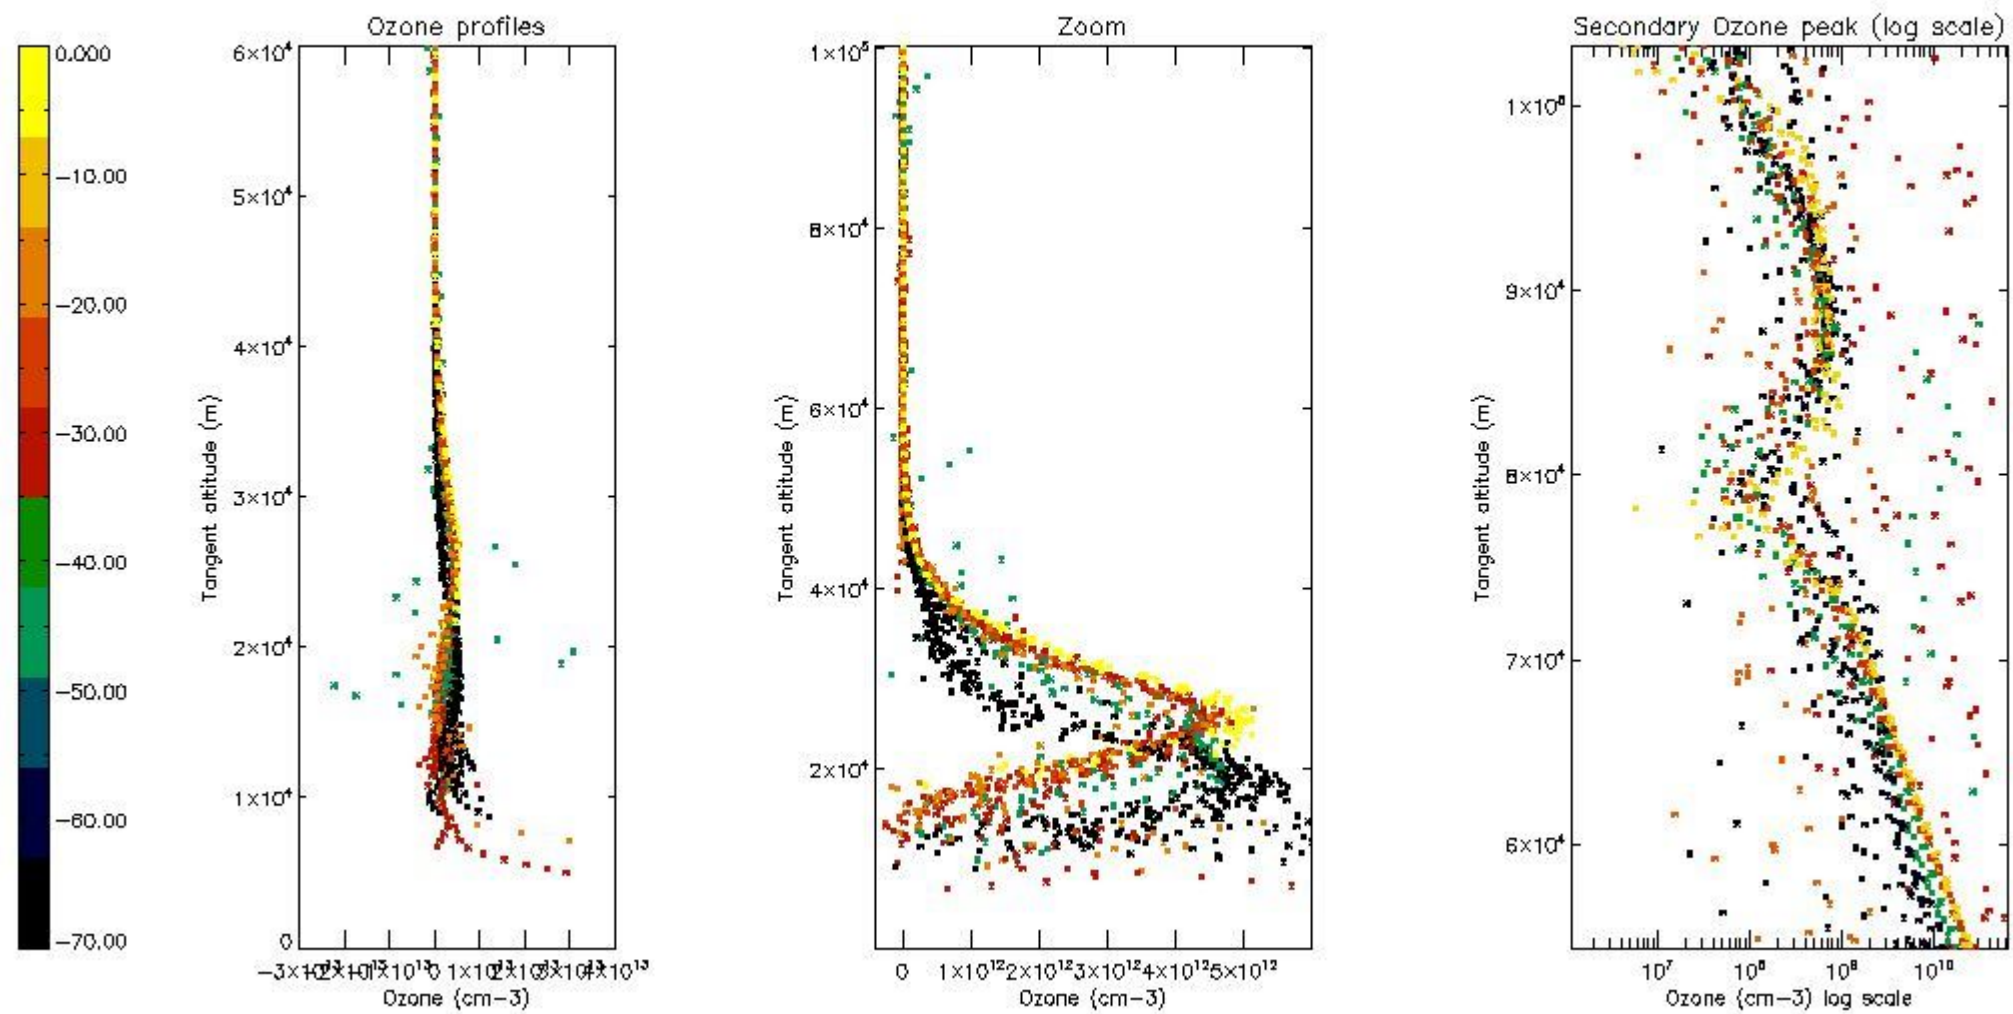 Ozone profiles
Zoom
Secondary Ozone peak (log scale)
0.000
−10.00
−20.00
−30.00
−40.00
−50.00
−60.00
−70.00
6×10⁴
5×10⁴
4×10⁴
3×10⁴
2×10⁴
1×10⁴
0
Tangent altitude (m)
0
Ozone (cm−3)
1×10⁵
8×10⁴
6×10⁴
4×10⁴
2×10⁴
Tangent altitude (m)
0 1×10¹² 2×10¹² 3×10¹² 4×10¹² 5×10¹²
Ozone (cm−3)
9×10⁴
8×10⁴
7×10⁴
6×10⁴
Tangent altitude (m)
10⁷ 10⁸ 10⁹ 10¹⁰
Ozone (cm−3) log scale